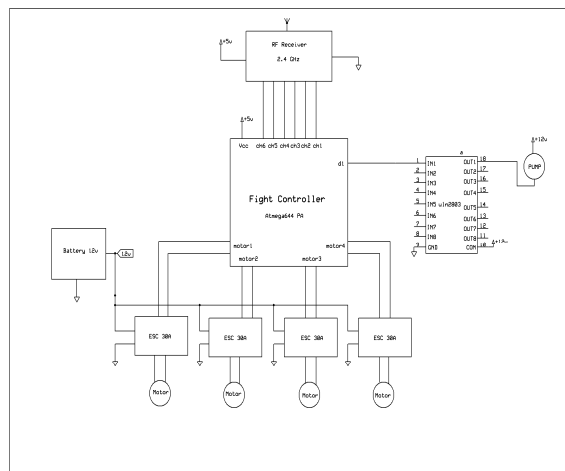 RF Receiver
2.4 GHz
+5v
ch6 ch5 ch4 ch3 ch2 ch1
+5v
Vcc
d1
Fight Controller
Atmega644 PA
motor1
motor2
motor3
motor4
Battery 12v
12v
ESC 30A
ESC 30A
ESC 30A
ESC 30A
Motor
Motor
Motor
Motor
+12v
PUMP
1 IN1 OUT1 18
2 IN2 OUT2 17
3 IN3 OUT3 16
4 IN4 OUT4 15
5 IN5 uln2803 OUT5 14
6 IN6 OUT6 13
7 IN7 OUT7 12
8 IN8 OUT8 11
9 GND COM 10
+12v